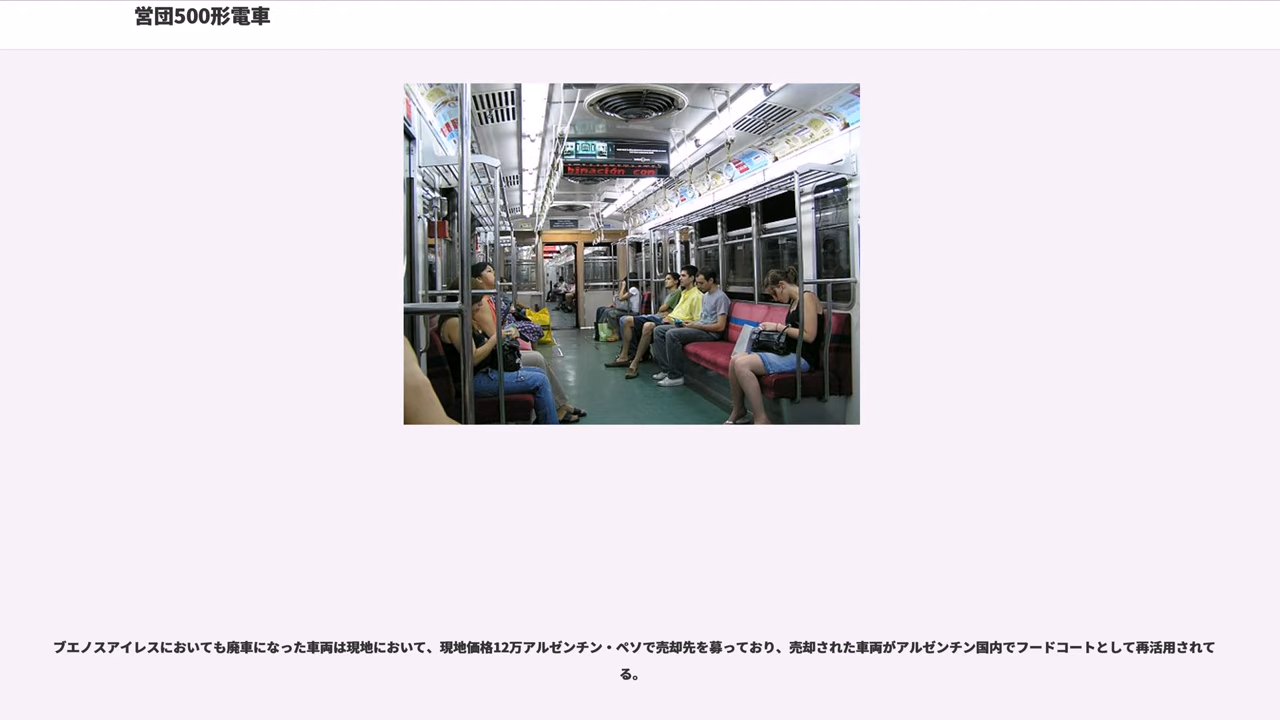 営団500形電車
binación con
ブエノスアイレスにおいても廃車になった車両は現地において、現地価格12万アルゼンチン・ペソで売却先を募っており、売却された車両がアルゼンチン国内でフードコートとして再活用されて
る。